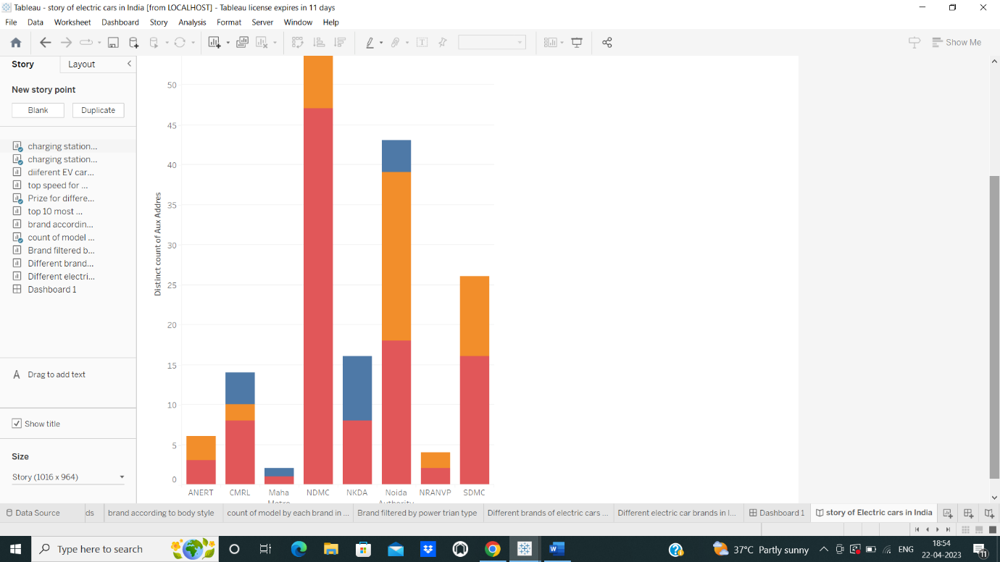 Tableau - story of electric cars in India [from LOCALHOST] - Tableau license expires in 11 days
File Data Worksheet Dashboard Story Analysis Format Server Window Help
Show Me
Story Layout
New story point
Blank Duplicate
charging station...
charging station...
diiferent EV car...
top speed for ...
Prize for differe...
top 10 most ...
brand accordin...
count of model ...
Brand filtered b...
Different brand...
Different electri...
Dashboard 1
A Drag to add text
Show title
Size
Story (1016 x 964)
Distinct count of Aux Addres
50
45
40
35
30
25
20
15
10
5
0
ANERT CMRL Maha Metro NDMC NKDA Noida Authority NRANVP SDMC
Data Source ds brand according to body style count of model by each brand in ... Brand filtered by power trian type Different brands of electric cars ... Different electric car brands in I... Dashboard 1 story of Electric cars in India
Type here to search
37°C Partly sunny
ENG
18:54
22-04-2023
11